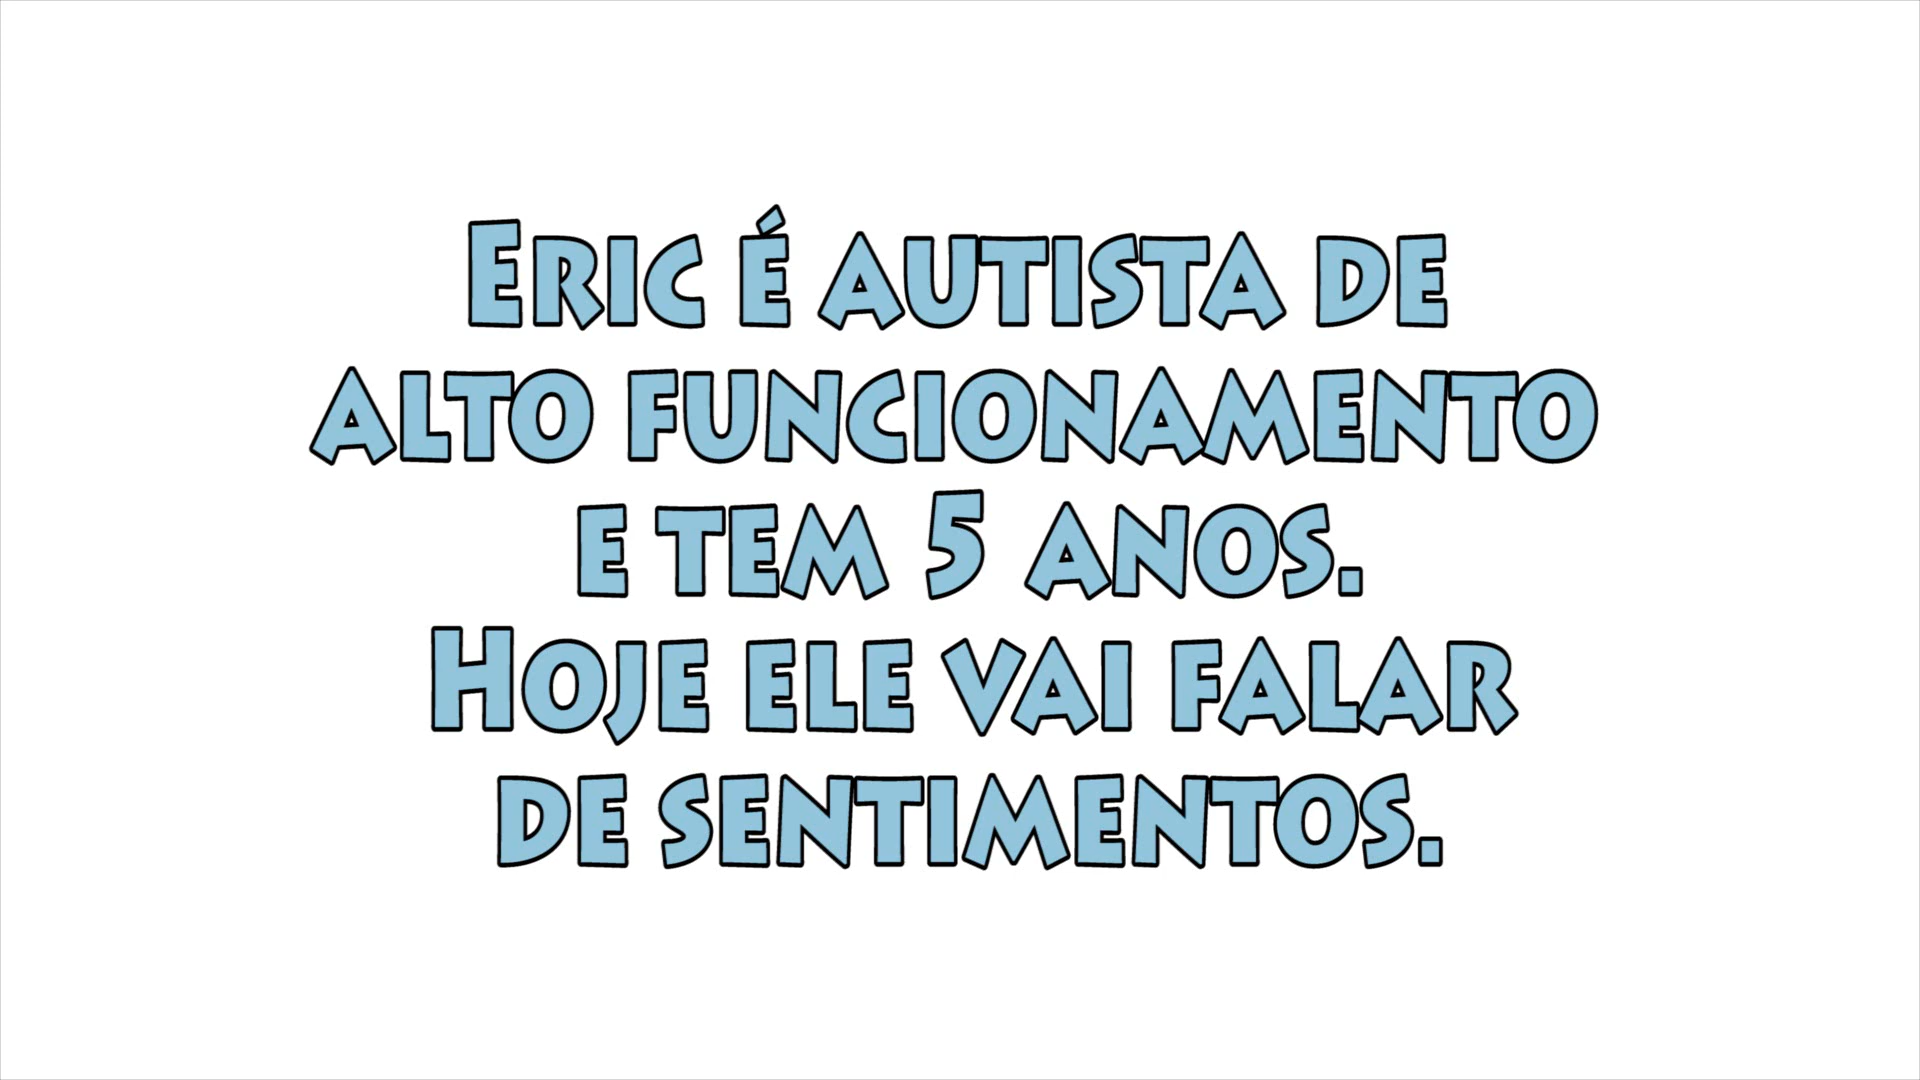 Eric é autista de
alto funcionamento
e tem 5 anos.
Hoje ele vai falar
de sentimentos.